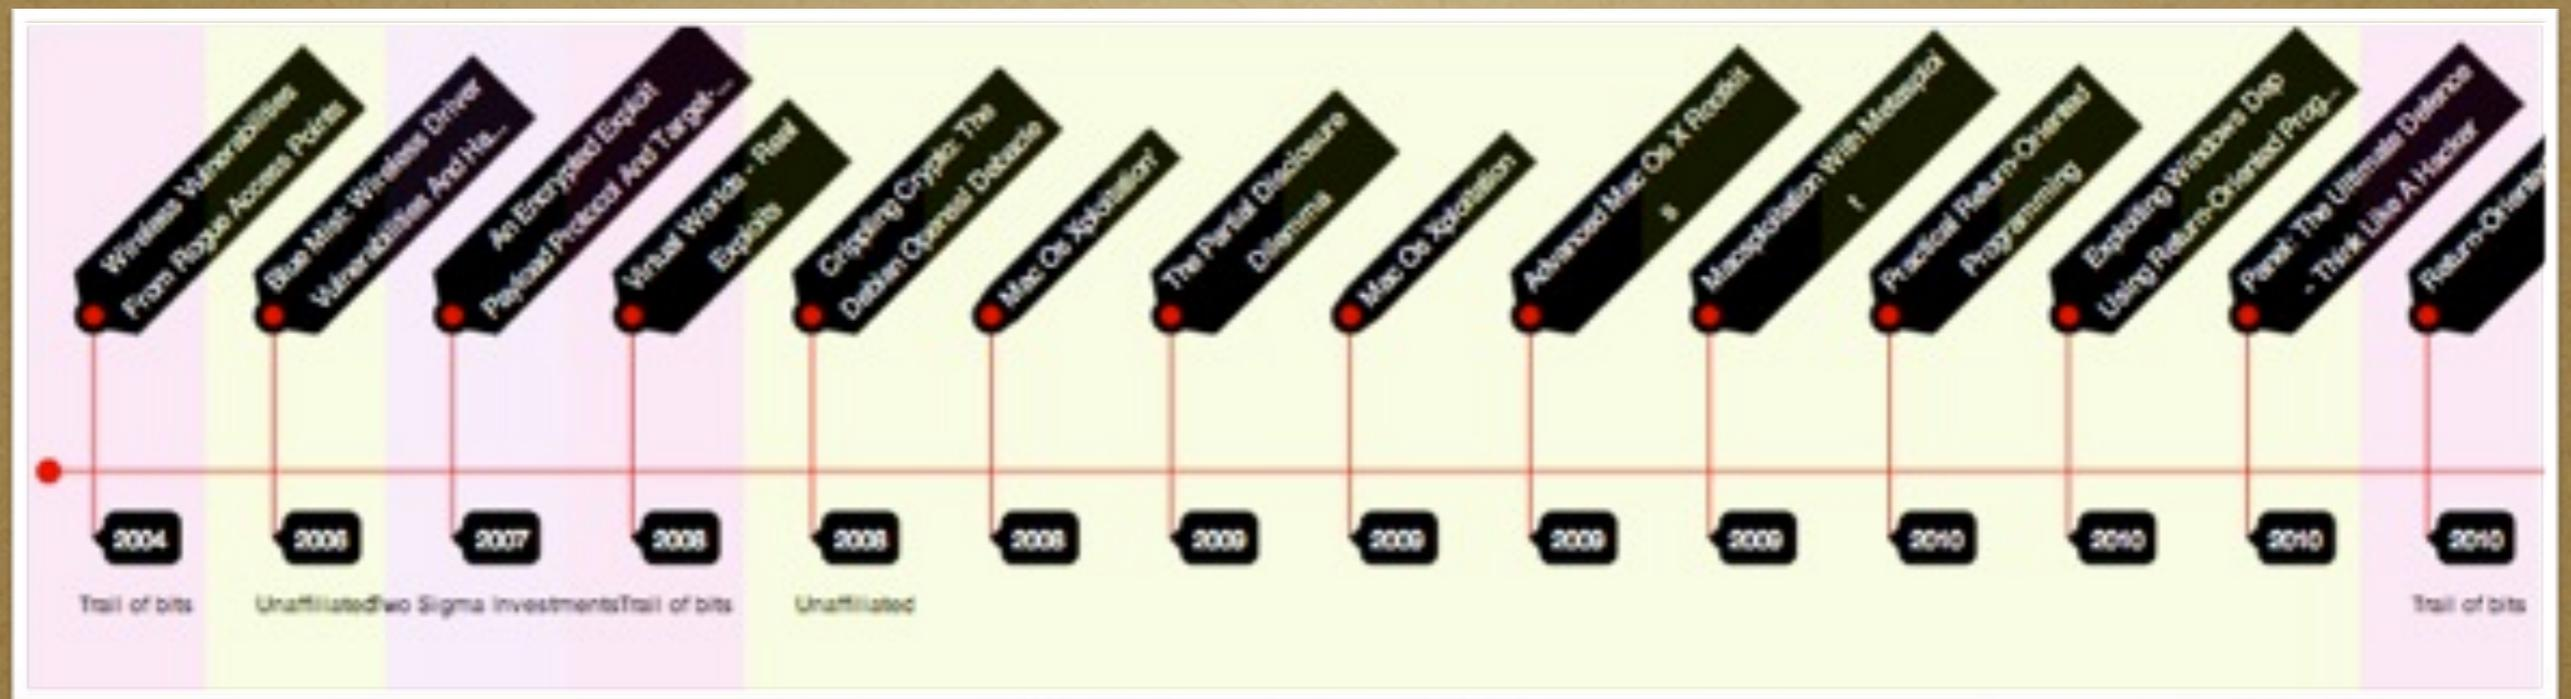 Wireless Vulnerabilities
From Rogue Access Points
Blue Mist: Wireless Driver
Vulnerabilities And Ha...
An Encrypted Exploit
Payload Protocol And Target-...
Virtual Worlds - Real
Exploits
Crippling Crypto: The
Debian Openssl Debacle
Mac Os Xploitation'
The Partial Disclosure
Dilemma
Mac Os Xploitation
Advanced Mac Os X Rootkit
s
Macsploitation With Metasploi
t
Practical Return-Oriented
Programming
Exploiting Windows Dep
Using Return-Oriented Prog...
Panel: The Ultimate Defence
- Think Like A Hacker
Return-Oriente
2004
2006
2007
2008
2008
2008
2009
2009
2009
2009
2010
2010
2010
2010
Trail of bits
Unaffiliated
Two Sigma Investments
Trail of bits
Unaffiliated
Trail of bits